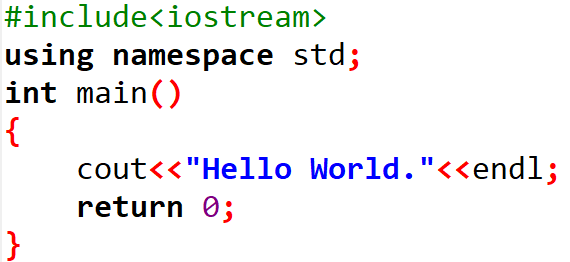 #include<iostream>
using namespace std;
int main()
{
    cout<<"Hello World."<<endl;
    return 0;
}